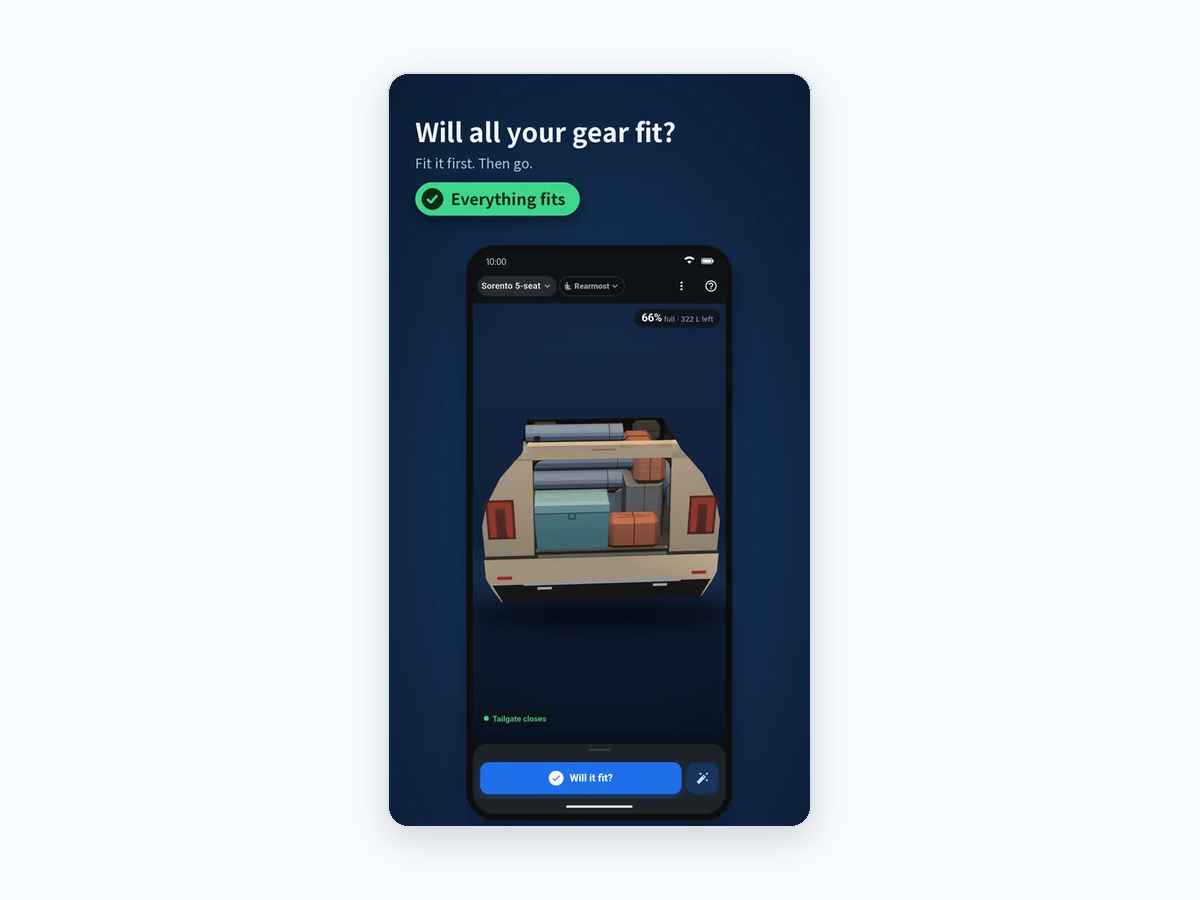 Will all your gear fit?
Fit it first. Then go.
Everything fits
10:00
Sorento 5-seat
Rearmost
66% full · 322 L left
Tailgate closes
Will it fit?